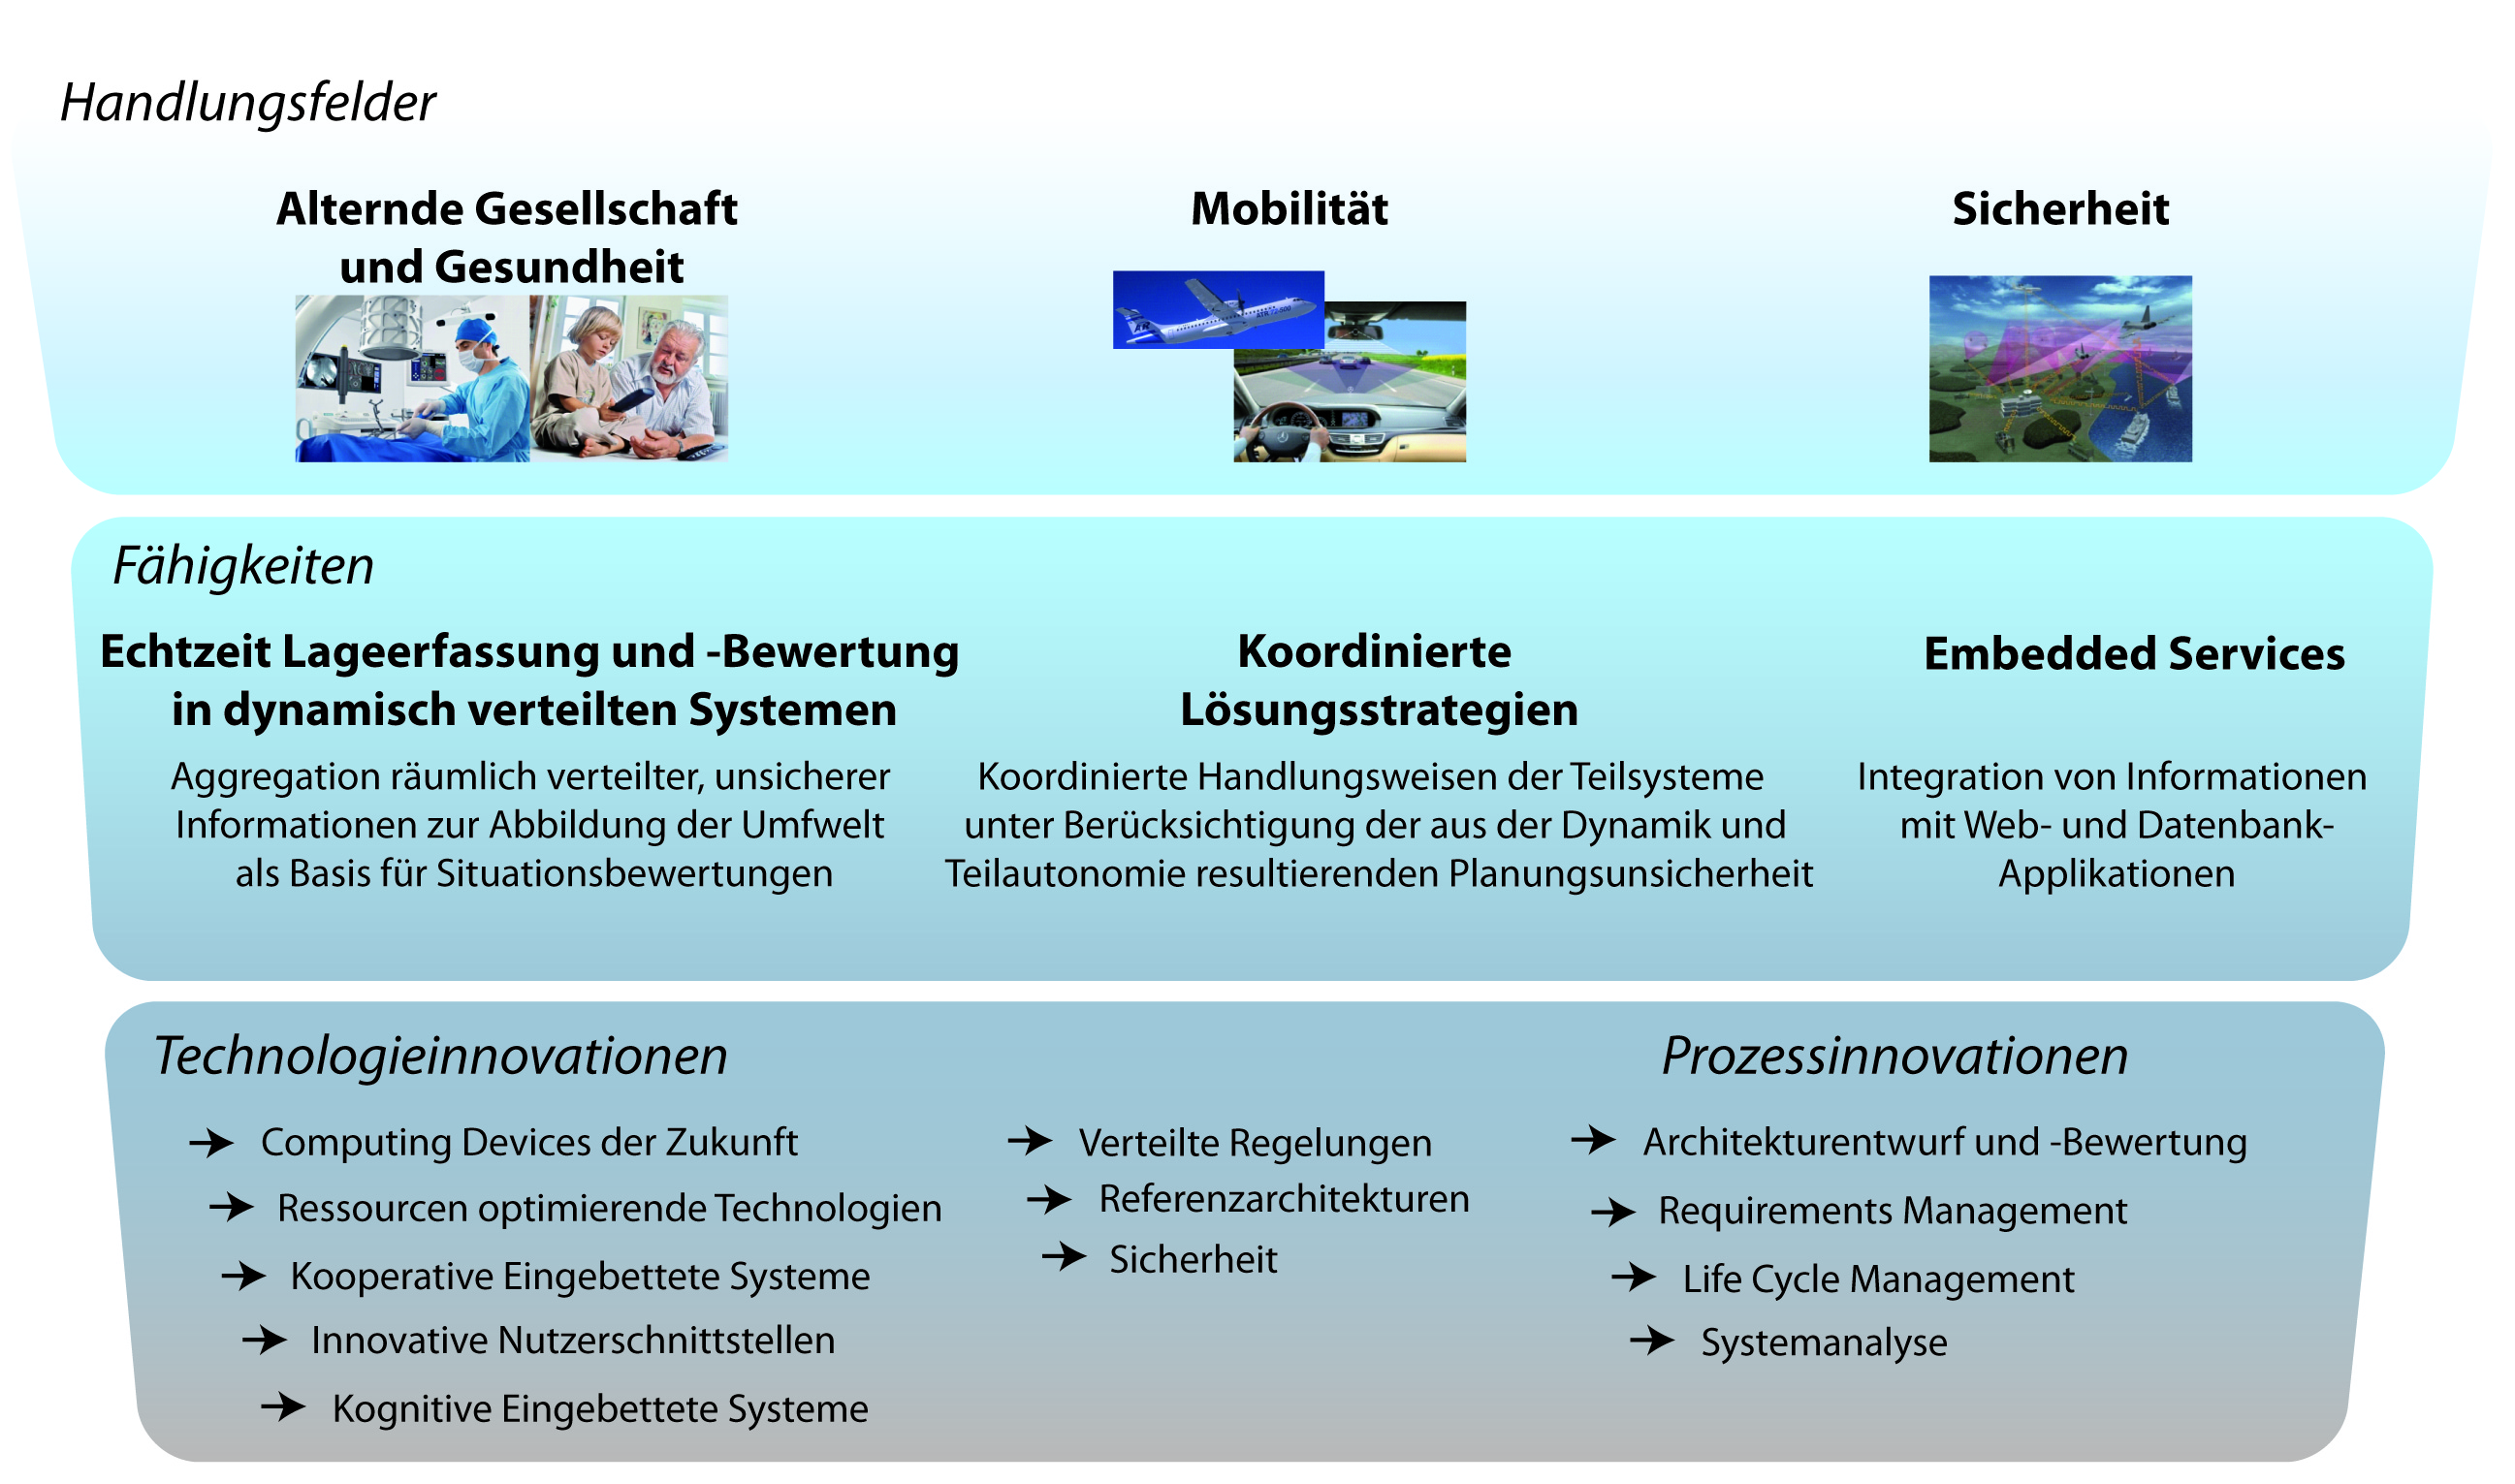 Handlungsfelder
Alternde Gesellschaft
und Gesundheit
Mobilität
Sicherheit
ATR 72-500
Fähigkeiten
Echtzeit Lageerfassung und -Bewertung
in dynamisch verteilten Systemen
Aggregation räumlich verteilter, unsicherer
Informationen zur Abbildung der Umfwelt
als Basis für Situationsbewertungen
Koordinierte
Lösungsstrategien
Koordinierte Handlungsweisen der Teilsysteme
unter Berücksichtigung der aus der Dynamik und
Teilautonomie resultierenden Planungsunsicherheit
Embedded Services
Integration von Informationen
mit Web- und Datenbank-
Applikationen
Technologieinnovationen
Computing Devices der Zukunft
Ressourcen optimierende Technologien
Kooperative Eingebettete Systeme
Innovative Nutzerschnittstellen
Kognitive Eingebettete Systeme
Verteilte Regelungen
Referenzarchitekturen
Sicherheit
Prozessinnovationen
Architekturentwurf und -Bewertung
Requirements Management
Life Cycle Management
Systemanalyse